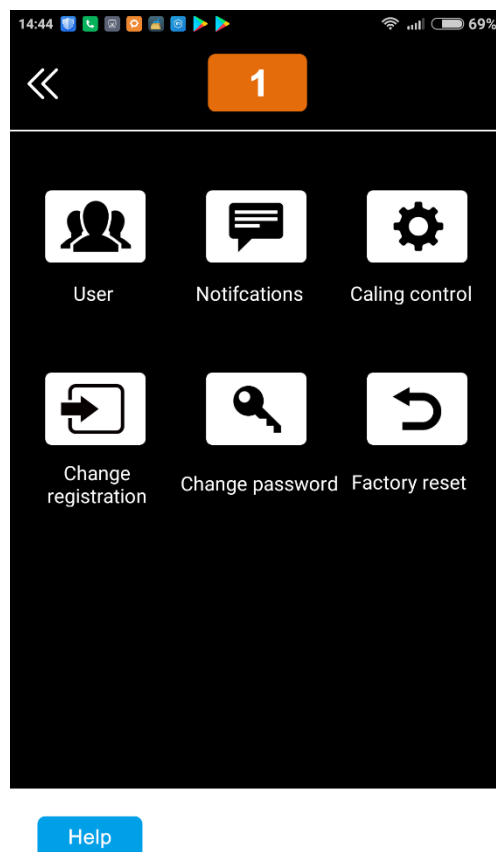 14:44
69%
1
User
Notifcations
Caling control
Change
registration
Change password
Factory reset
Help